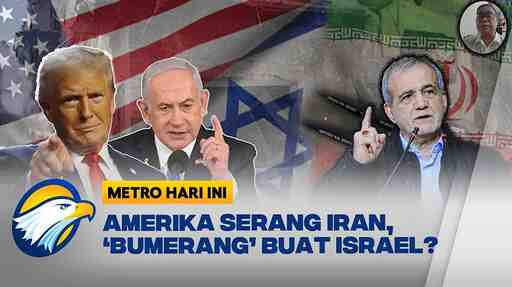 METRO HARI INI
AMERIKA SERANG IRAN,
‘BUMERANG’ BUAT ISRAEL?